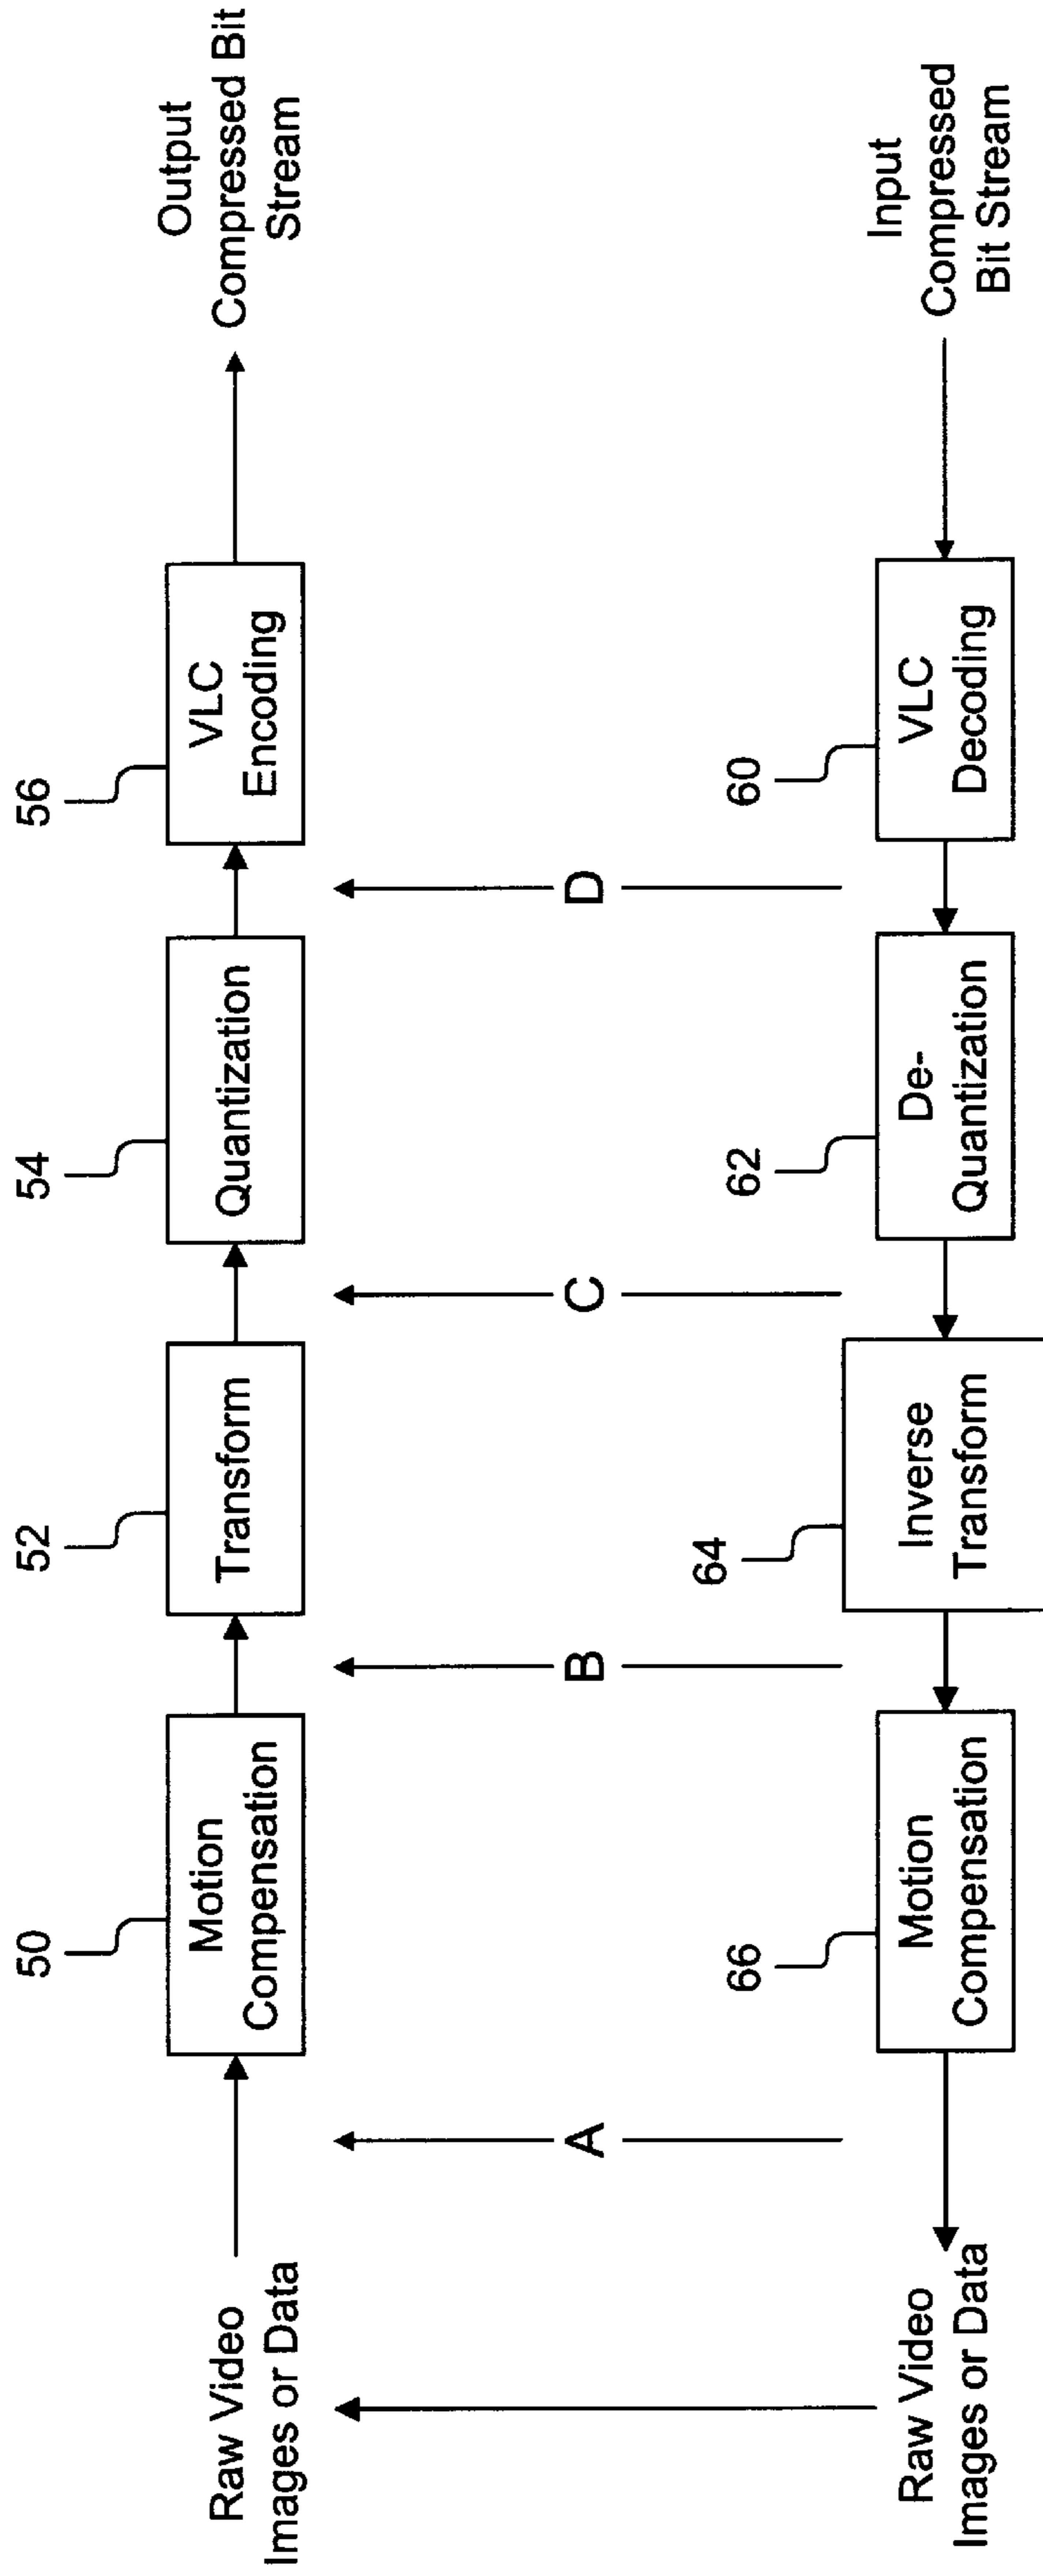 50
52
54
56
Raw Video
Images or Data
Motion
Compensation
Transform
Quantization
VLC
Encoding
Output
Compressed Bit
Stream
A
B
C
D
66
64
62
60
Raw Video
Images or Data
Motion
Compensation
Inverse
Transform
De-
Quantization
VLC
Decoding
Input
Compressed
Bit Stream